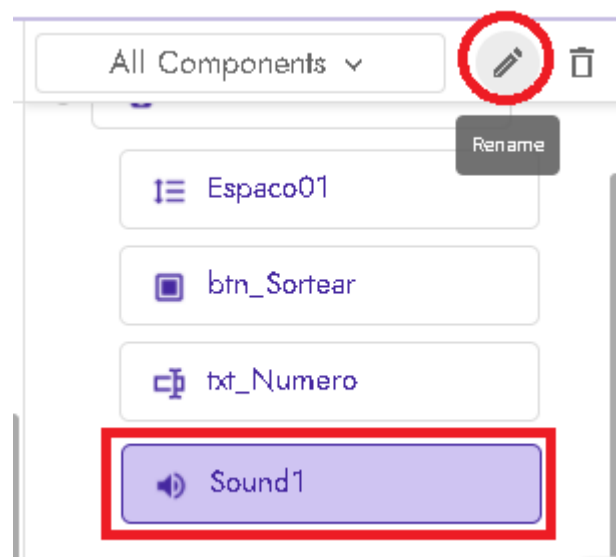 All Components
Rename
Espaco01
btn_Sortear
txt_Numero
Sound1